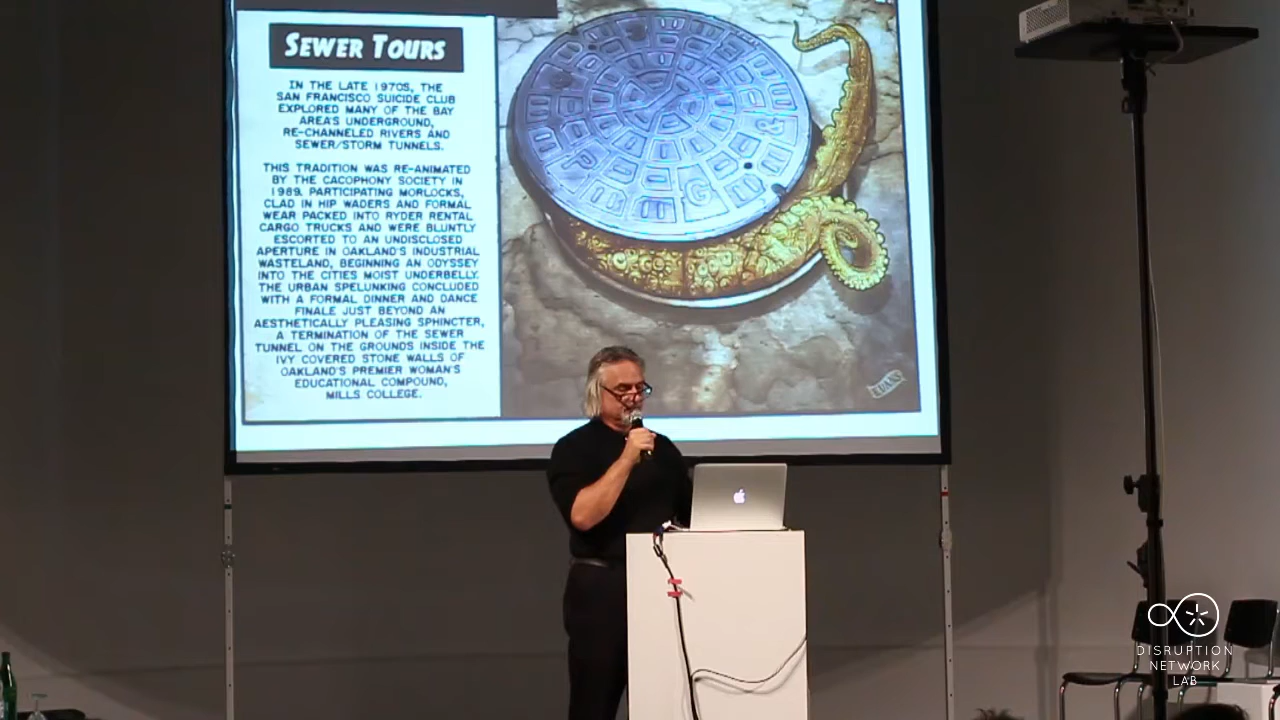 SEWER TOURS
IN THE LATE 1970S, THE
SAN FRANCISCO SUICIDE CLUB
EXPLORED MANY OF THE BAY
AREA'S UNDERGROUND,
RE-CHANNELED RIVERS AND
SEWER/STORM TUNNELS.
THIS TRADITION WAS RE-ANIMATED
BY THE CACOPHONY SOCIETY IN
1989. PARTICIPATING MORLOCKS,
CLAD IN HIP WADERS AND FORMAL
WEAR PACKED INTO RYDER RENTAL
CARGO TRUCKS AND WERE BLUNTLY
ESCORTED TO AN UNDISCLOSED
APERTURE IN OAKLAND'S INDUSTRIAL
WASTELAND, BEGINNING AN ODYSSEY
INTO THE CITIES MOIST UNDERBELLY.
THE URBAN SPELUNKING CONCLUDED
WITH A FORMAL DINNER AND DANCE
FINALE JUST BEYOND AN
AESTHETICALLY PLEASING SPHINCTER,
A TERMINATION OF THE SEWER
TUNNEL ON THE GROUNDS INSIDE THE
IVY COVERED STONE WALLS OF
OAKLAND'S PREMIER WOMAN'S
EDUCATIONAL COMPOUND,
MILLS COLLEGE.
P G &
DISRUPTION
NETWORK
LAB